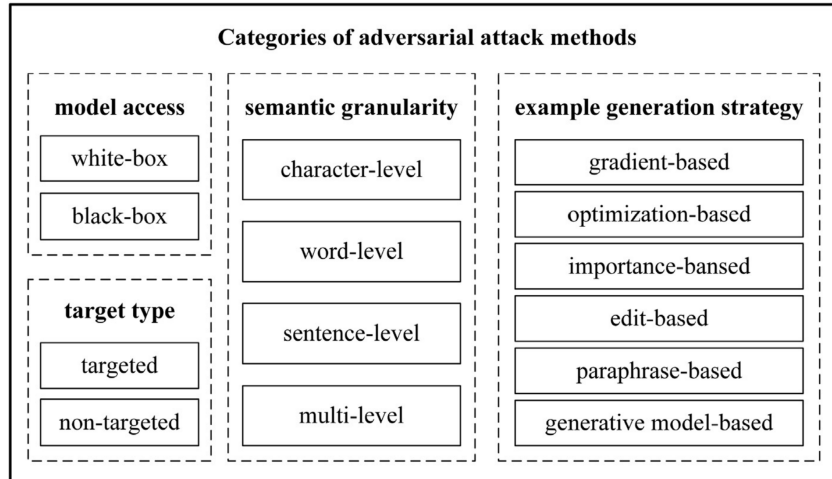 Categories of adversarial attack methods
model access
white-box
black-box
target type
targeted
non-targeted
semantic granularity
character-level
word-level
sentence-level
multi-level
example generation strategy
gradient-based
optimization-based
importance-bansed
edit-based
paraphrase-based
generative model-based